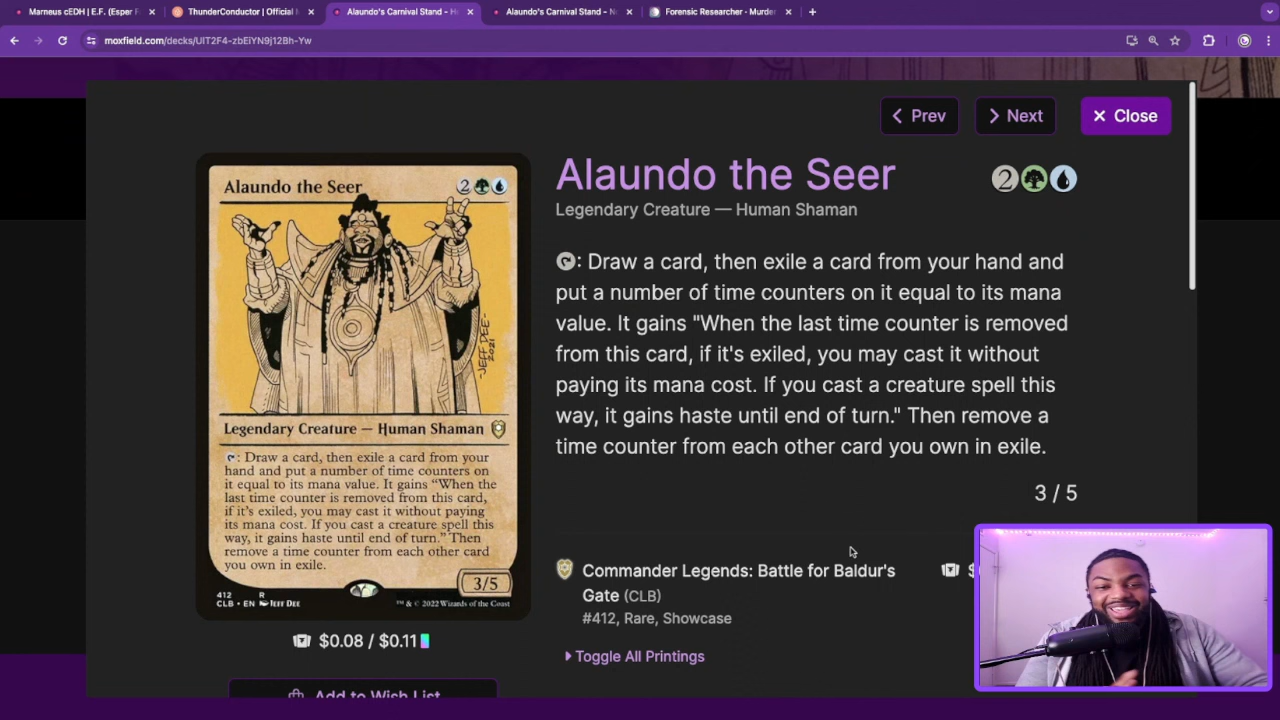 Marneus cEDH | E.F. (Esper F
ThunderConductor | Official M
Alaundo's Carnival Stand - H
Alaundo's Carnival Stand - N
Forensic Researcher · Murder
moxfield.com/decks/UIT2F4-zbEiYN9j12Bh-Yw
Prev
Next
Close
Alaundo the Seer
2
Legendary Creature — Human Shaman
: Draw a card, then exile a card from your hand and
put a number of time counters on it equal to its mana
value. It gains "When the last time counter is removed
from this card, if it's exiled, you may cast it without
paying its mana cost. If you cast a creature spell this
way, it gains haste until end of turn." Then remove a
time counter from each other card you own in exile.
3 / 5
Alaundo the Seer
2
JEFF DEE
2021
Legendary Creature — Human Shaman
: Draw a card, then exile a card from your
hand and put a number of time counters on
it equal to its mana value. It gains “When the
last time counter is removed from this card,
if it’s exiled, you may cast it without paying
its mana cost. If you cast a creature spell this
way, it gains haste until end of turn.” Then
remove a time counter from each other card
you own in exile.
3/5
412 R
CLB • EN JEFF DEE
™ & © 2022 Wizards of the Coast
$0.08 / $0.11
Add to Wish List
Commander Legends: Battle for Baldur's
Gate (CLB)
#412, Rare, Showcase
Toggle All Printings